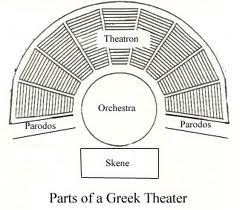 Theatron
Orchestra
Parodos
Parodos
Skene
Parts of a Greek Theater